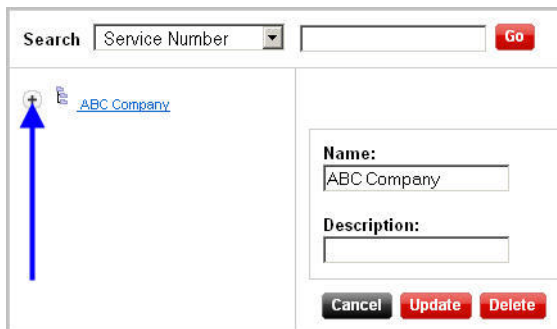 Search Service Number Go
ABC Company
Name:
ABC Company
Description:
Cancel Update Delete